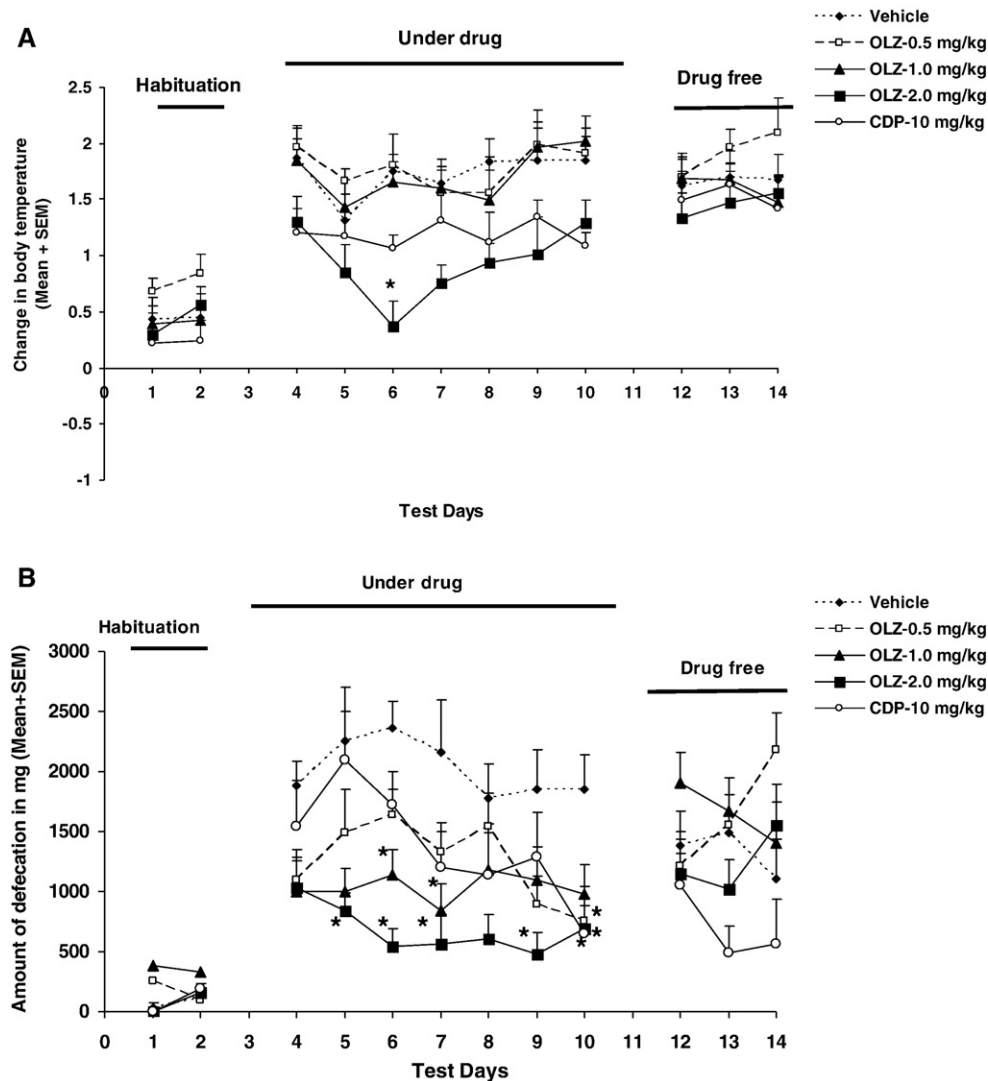 A
Under drug
Habituation
Drug free
Vehicle
OLZ-0.5 mg/kg
OLZ-1.0 mg/kg
OLZ-2.0 mg/kg
CDP-10 mg/kg
Change in body temperature
(Mean + SEM)
2.5
2
1.5
1
0.5
0
-0.5
-1
*
0 1 2 3 4 5 6 7 8 9 10 11 12 13 14
Test Days
B
Under drug
Habituation
Drug free
Vehicle
OLZ-0.5 mg/kg
OLZ-1.0 mg/kg
OLZ-2.0 mg/kg
CDP-10 mg/kg
Amount of defecation in mg (Mean+SEM)
3000
2500
2000
1500
1000
500
0
* *
* * * * * * *
0 1 2 3 4 5 6 7 8 9 10 11 12 13 14
Test Days